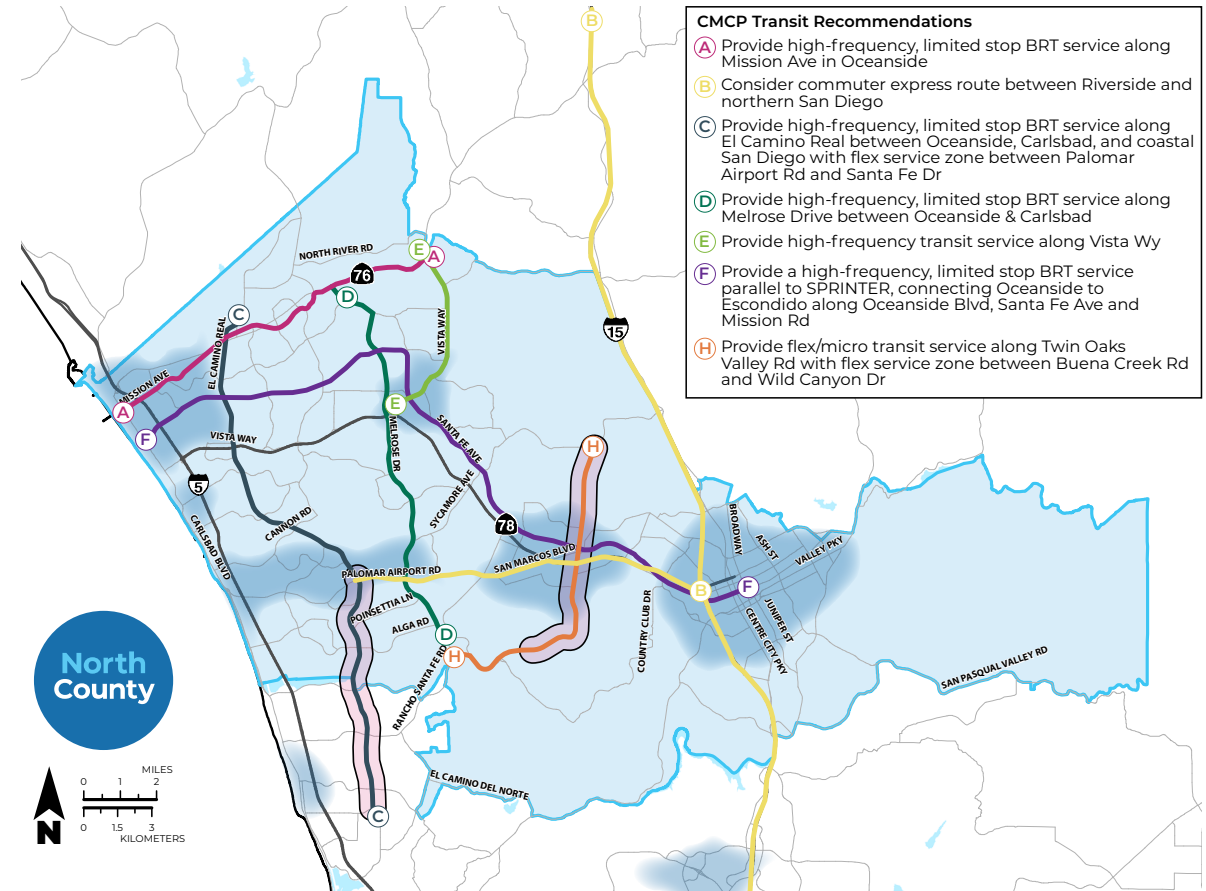 B
CMCP Transit Recommendations
A Provide high-frequency, limited stop BRT service along
Mission Ave in Oceanside
B Consider commuter express route between Riverside and
northern San Diego
C Provide high-frequency, limited stop BRT service along
El Camino Real between Oceanside, Carlsbad, and coastal
San Diego with flex service zone between Palomar
Airport Rd and Santa Fe Dr
D Provide high-frequency, limited stop BRT service along
Melrose Drive between Oceanside & Carlsbad
E Provide high-frequency transit service along Vista Wy
F Provide a high-frequency, limited stop BRT service
parallel to SPRINTER, connecting Oceanside to
Escondido along Oceanside Blvd, Santa Fe Ave and
Mission Rd
H Provide flex/micro transit service along Twin Oaks
Valley Rd with flex service zone between Buena Creek Rd
and Wild Canyon Dr
NORTH RIVER RD
E
A
76
D
C
15
VISTA WAY
EL CAMINO REAL
MISSION AVE
A
E
F
VISTA WAY
MELROSE DR
SANTA FE AVE
H
5
SYCAMORE AVE
78
CANNON RD
CARLSBAD BLVD
BROADWAY
ASH ST
VALLEY PKY
SAN MARCOS BLVD
PALOMAR AIRPORT RD
B
F
POINSETTIA LN
ALGA RD
COUNTRY CLUB DR
JUNIPER ST
CENTRE CITY PKY
D
H
RANCHO SANTA FE RD
SAN PASQUAL VALLEY RD
North
County
EL CAMINO DEL NORTE
C
MILES
0 1 2
0 1.5 3
KILOMETERS
N